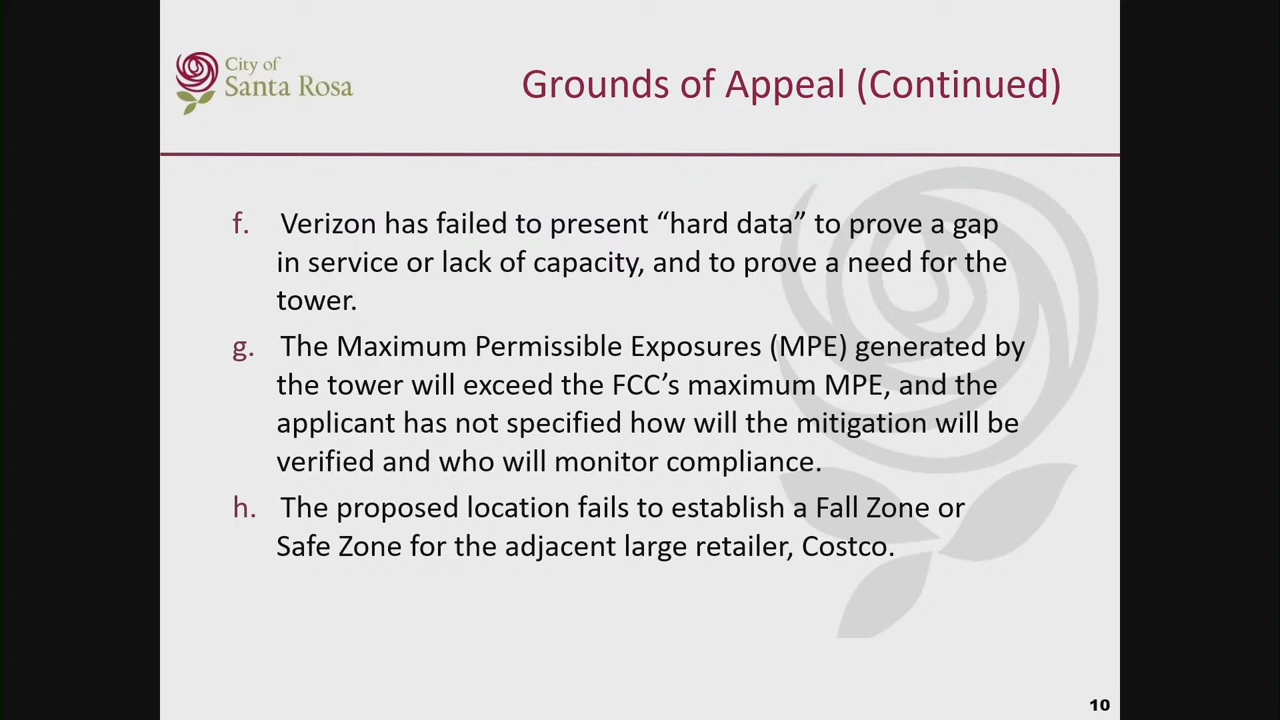 City of
Santa Rosa
Grounds of Appeal (Continued)
f. Verizon has failed to present “hard data” to prove a gap
in service or lack of capacity, and to prove a need for the
tower.
g. The Maximum Permissible Exposures (MPE) generated by
the tower will exceed the FCC’s maximum MPE, and the
applicant has not specified how will the mitigation will be
verified and who will monitor compliance.
h. The proposed location fails to establish a Fall Zone or
Safe Zone for the adjacent large retailer, Costco.
10